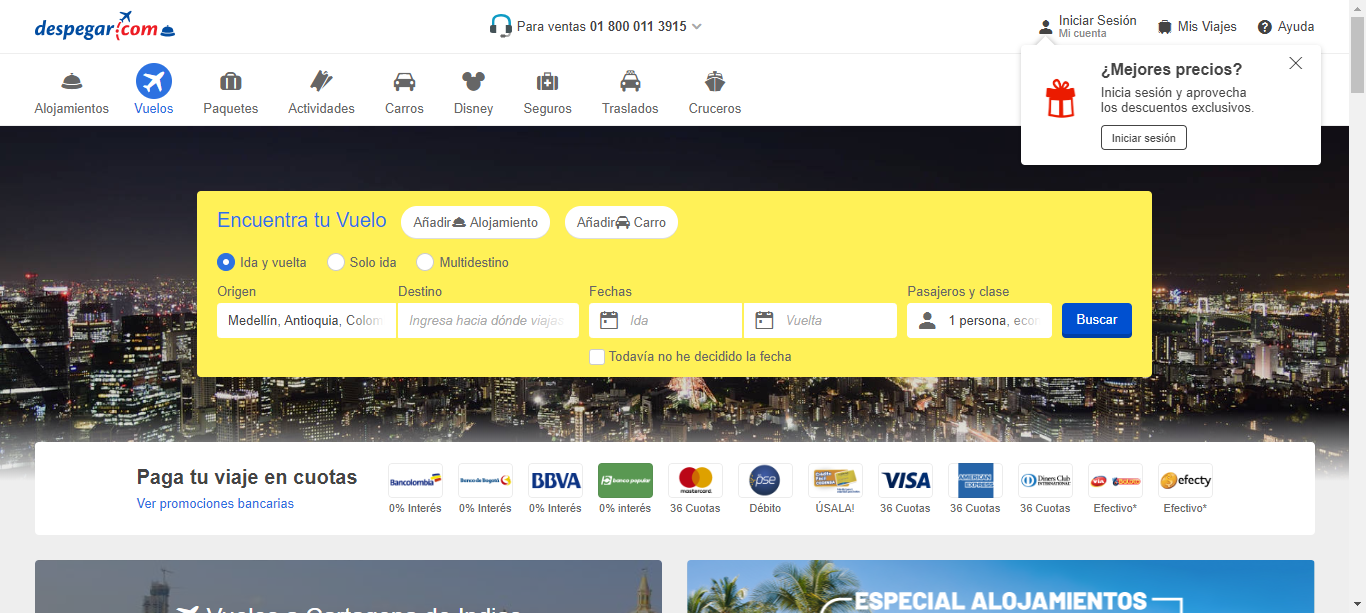 despegar.com
Para ventas 01 800 011 3915
Iniciar Sesión
Mi cuenta
Mis Viajes
Ayuda
¿Mejores precios?
Inicia sesión y aprovecha
los descuentos exclusivos.
Iniciar sesión
Alojamientos
Vuelos
Paquetes
Actividades
Carros
Disney
Seguros
Traslados
Cruceros
Encuentra tu Vuelo
Añadir Alojamiento
Añadir Carro
Ida y vuelta
Solo ida
Multidestino
Origen
Destino
Fechas
Pasajeros y clase
Medellín, Antioquia, Colom
Ingresa hacia dónde viajas
Ida
Vuelta
1 persona, econ
Buscar
Todavía no he decidido la fecha
Paga tu viaje en cuotas
Ver promociones bancarias
Bancolombia
0% Interés
Banco de Bogotá
0% Interés
BBVA
0% Interés
banco popular
0% interés
mastercard
36 Cuotas
pse
Débito
ÚSALA!
VISA
36 Cuotas
AMERICAN EXPRESS
36 Cuotas
Diners Club
INTERNATIONAL
36 Cuotas
via
Efectivo*
efecty
Efectivo*
Vuelos a Cartagena de Indias
ESPECIAL ALOJAMIENTOS